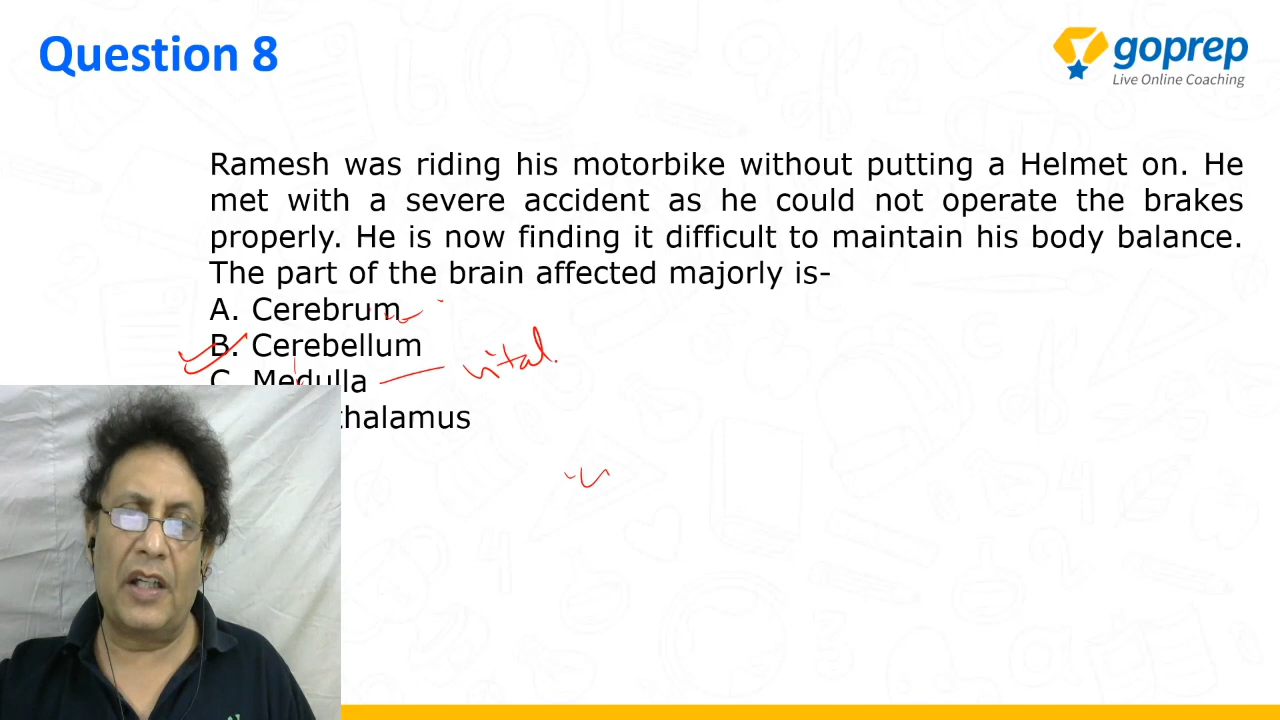 Question 8
goprep
Live Online Coaching
Ramesh was riding his motorbike without putting a Helmet on. He
met with a severe accident as he could not operate the brakes
properly. He is now finding it difficult to maintain his body balance.
The part of the brain affected majorly is-
A. Cerebrum
B. Cerebellum
C. Medulla vital
thalamus